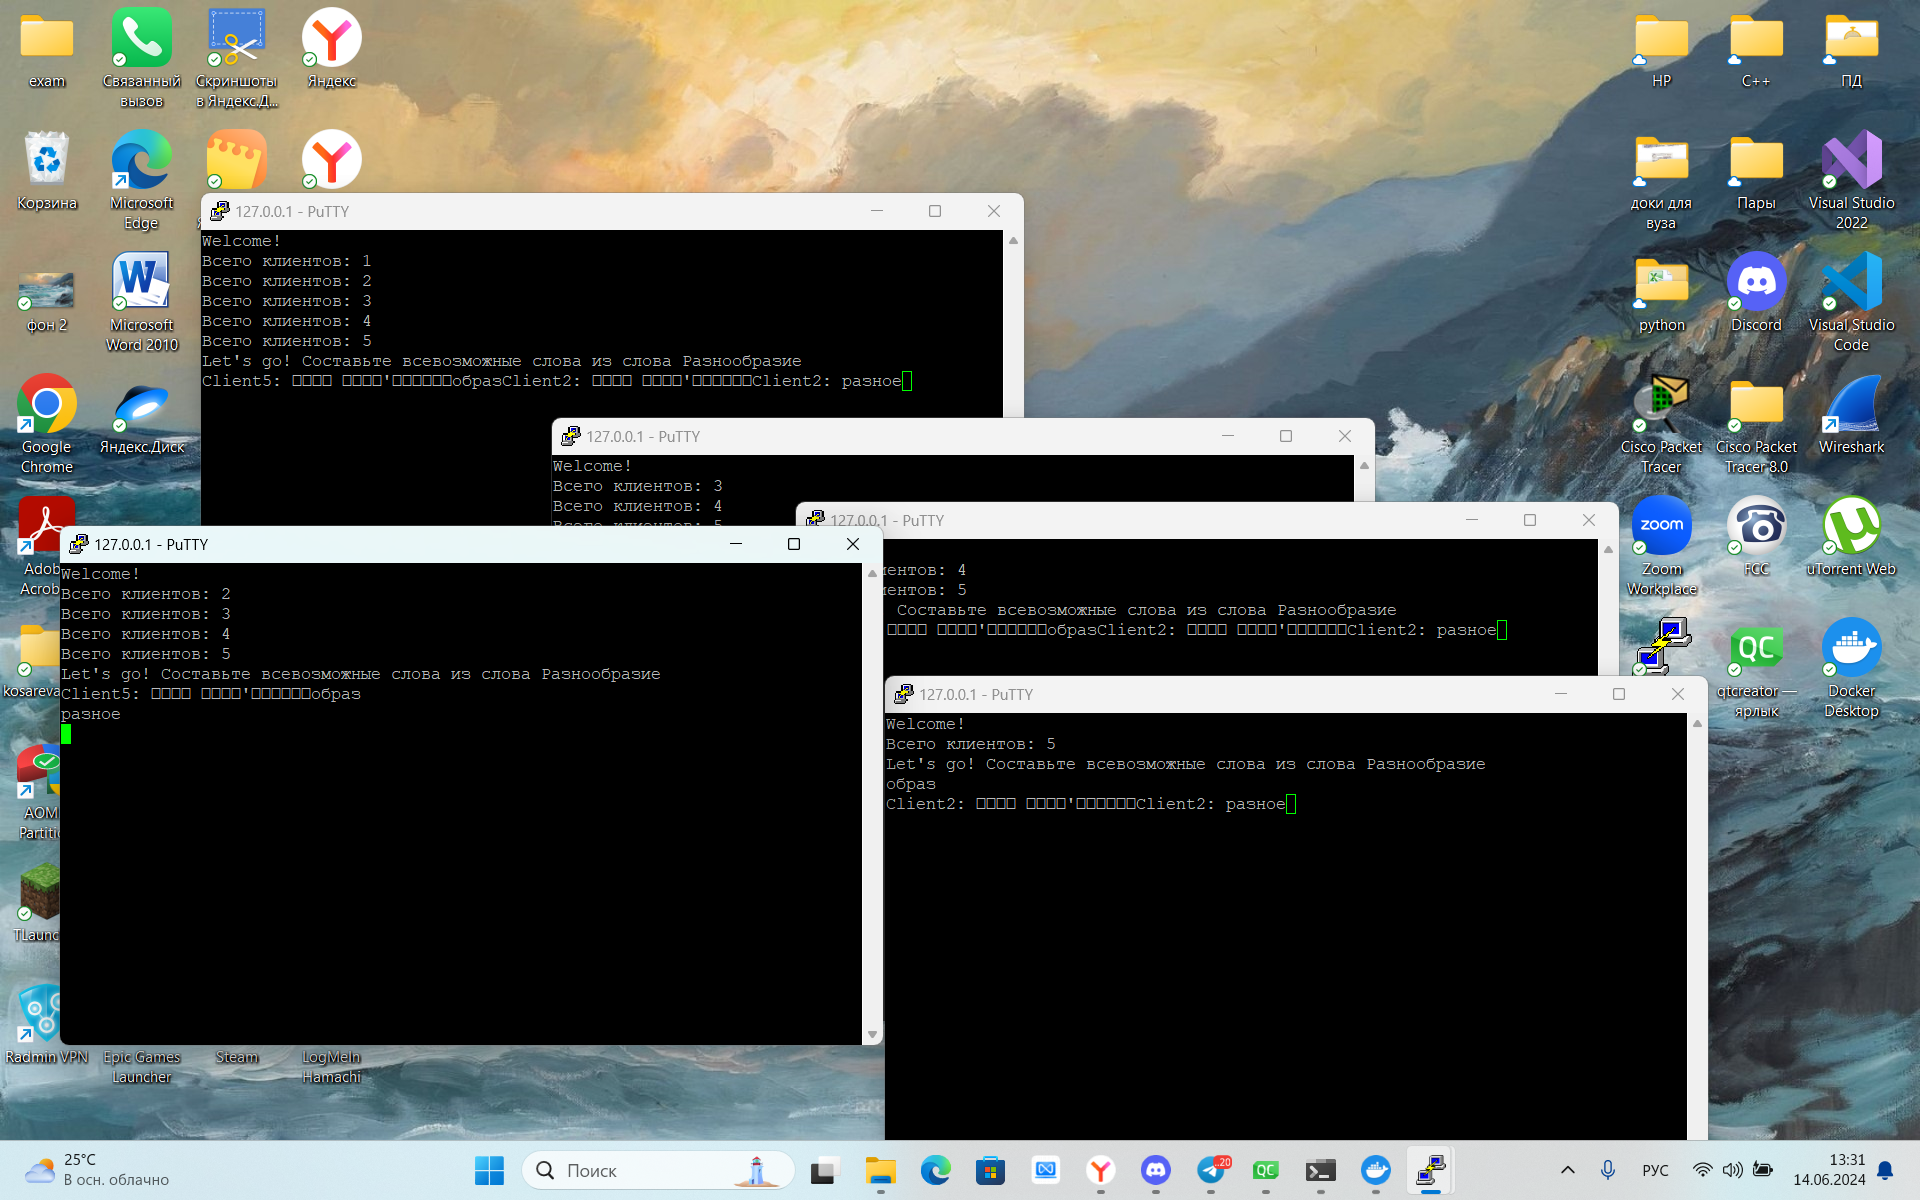 exam
Связанный
вызов
Скриншоты
в Яндекс.Д...
Яндекс
HP
C++
ПД
Корзина
Microsoft
Edge
доки для
вуза
Пары
Visual Studio
2022
фон 2
Microsoft
Word 2010
python
Discord
Visual Studio
Code
Google
Chrome
Яндекс.Диск
Cisco Packet
Tracer
Cisco Packet
Tracer 8.0
Wireshark
Zoom
Workplace
FCC
uTorrent Web
qtcreator —
ярлык
Docker
Desktop
Radmin VPN
Epic Games
Launcher
Steam
LogMeIn
Hamachi
127.0.0.1 - PuTTY
Welcome!
Всего клиентов: 1
Всего клиентов: 2
Всего клиентов: 3
Всего клиентов: 4
Всего клиентов: 5
Let's go! Составьте всевозможные слова из слова Разнообразие
Client5: □□□□ □□□□'□□□□□□образClient2: □□□□ □□□□'□□□□□□Client2: разное
127.0.0.1 - PuTTY
Welcome!
Всего клиентов: 3
Всего клиентов: 4
Всего клиентов: 5
127.0.0.1 - PuTTY
иентов: 4
иентов: 5
Составьте всевозможные слова из слова Разнообразие
□□□□ □□□□'□□□□□□образClient2: □□□□ □□□□'□□□□□□Client2: разное
127.0.0.1 - PuTTY
Welcome!
Всего клиентов: 2
Всего клиентов: 3
Всего клиентов: 4
Всего клиентов: 5
Let's go! Составьте всевозможные слова из слова Разнообразие
Client5: □□□□ □□□□'□□□□□□образ
разное
127.0.0.1 - PuTTY
Welcome!
Всего клиентов: 5
Let's go! Составьте всевозможные слова из слова Разнообразие
образ
Client2: □□□□ □□□□'□□□□□□Client2: разное
25°C
В осн. облачно
Поиск
20
QC
РУС
13:31
14.06.2024